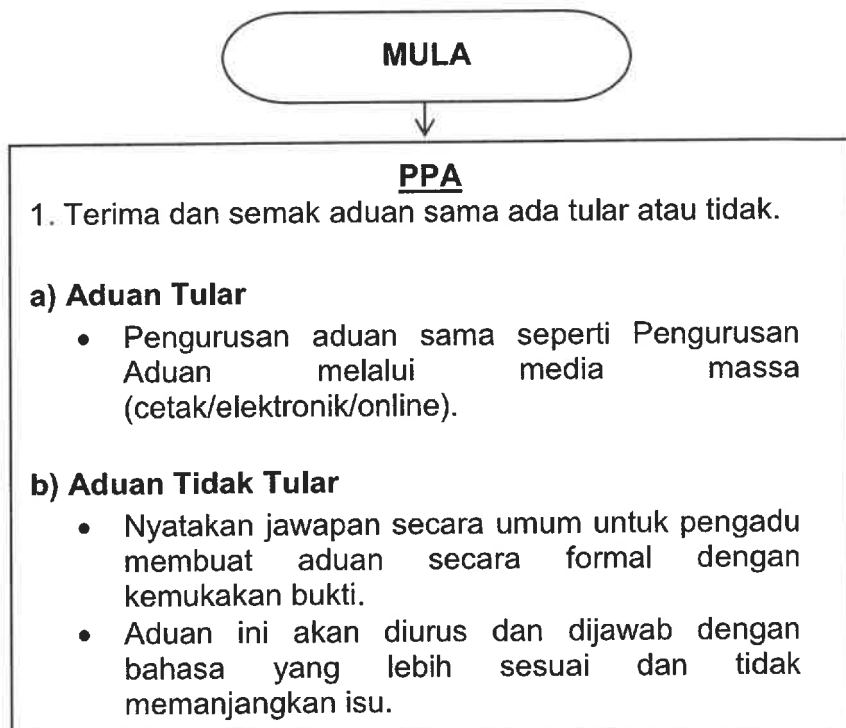 MULA
PPA
1. Terima dan semak aduan sama ada tular atau tidak.
a) Aduan Tular
• Pengurusan aduan sama seperti Pengurusan
Aduan melalui media massa
(cetak/elektronik/online).
b) Aduan Tidak Tular
• Nyatakan jawapan secara umum untuk pengadu
membuat aduan secara formal dengan
kemukakan bukti.
• Aduan ini akan diurus dan dijawab dengan
bahasa yang lebih sesuai dan tidak
memanjangkan isu.